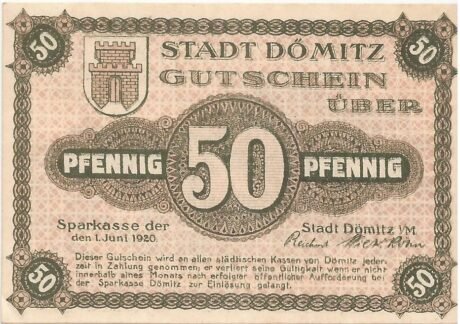 50 STADT DÖMITZ 50
GUTSCHEIN
ÜBER
PFENNIG 50 PFENNIG
Sparkasse der Stadt Dömitz i/M.
den 1. Juni 1920.
Dieser Gutschein wird an allen städtischen Kassen von Dömitz jeder-
zeit in Zahlung genommen; er verliert seine Gültigkeit wenn er nicht
innerhalb eines Monats nach erfolgter öffentlicher Aufforderung bei
der Sparkasse Dömitz zur Einlösung gelangt.
50 50